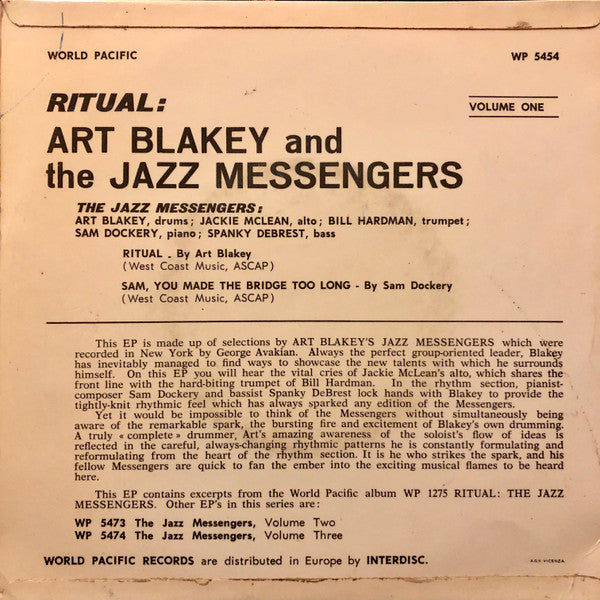 WORLD PACIFIC WP 5454
RITUAL:
VOLUME ONE
ART BLAKEY and
the JAZZ MESSENGERS
THE JAZZ MESSENGERS:
ART BLAKEY, drums; JACKIE MCLEAN, alto; BILL HARDMAN, trumpet;
SAM DOCKERY, piano; SPANKY DEBREST, bass
RITUAL - By Art Blakey
(West Coast Music, ASCAP)
SAM, YOU MADE THE BRIDGE TOO LONG - By Sam Dockery
(West Coast Music, ASCAP)
This EP is made up of selections by ART BLAKEY'S JAZZ MESSENGERS which were
recorded in New York by George Avakian. Always the perfect group-oriented leader, Blakey
has inevitably managed to find ways to showcase the new talents with which he surrounds
himself. On this EP you will hear the vital cries of Jackie McLean's alto, which shares the
front line with the hard-biting trumpet of Bill Hardman. In the rhythm section, pianist-
composer Sam Dockery and bassist Spanky DeBrest lock hands with Blakey to provide the
tightly-knit rhythmic feel which has always sparked any edition of the Messengers.
Yet it would be impossible to think of the Messengers without simultaneously being
aware of the remarkable spark, the bursting fire and excitement of Blakey's own drumming.
A truly « complete » drummer, Art's amazing awareness of the soloist's flow of ideas is
reflected in the careful, always-changing rhythmic patterns he is constantly formulating and
reformulating from the heart of the rhythm section. It is he who strikes the spark, and his
fellow Messengers are quick to fan the ember into the exciting musical flames to be heard
here.
This EP contains excerpts from the World Pacific album WP 1275 RITUAL: THE JAZZ
MESSENGERS. Other EP's in this series are:
WP 5473 The Jazz Messengers, Volume Two
WP 5474 The Jazz Messengers, Volume Three
WORLD PACIFIC RECORDS are distributed in Europe by INTERDISC.
A.G.V. VICENZA